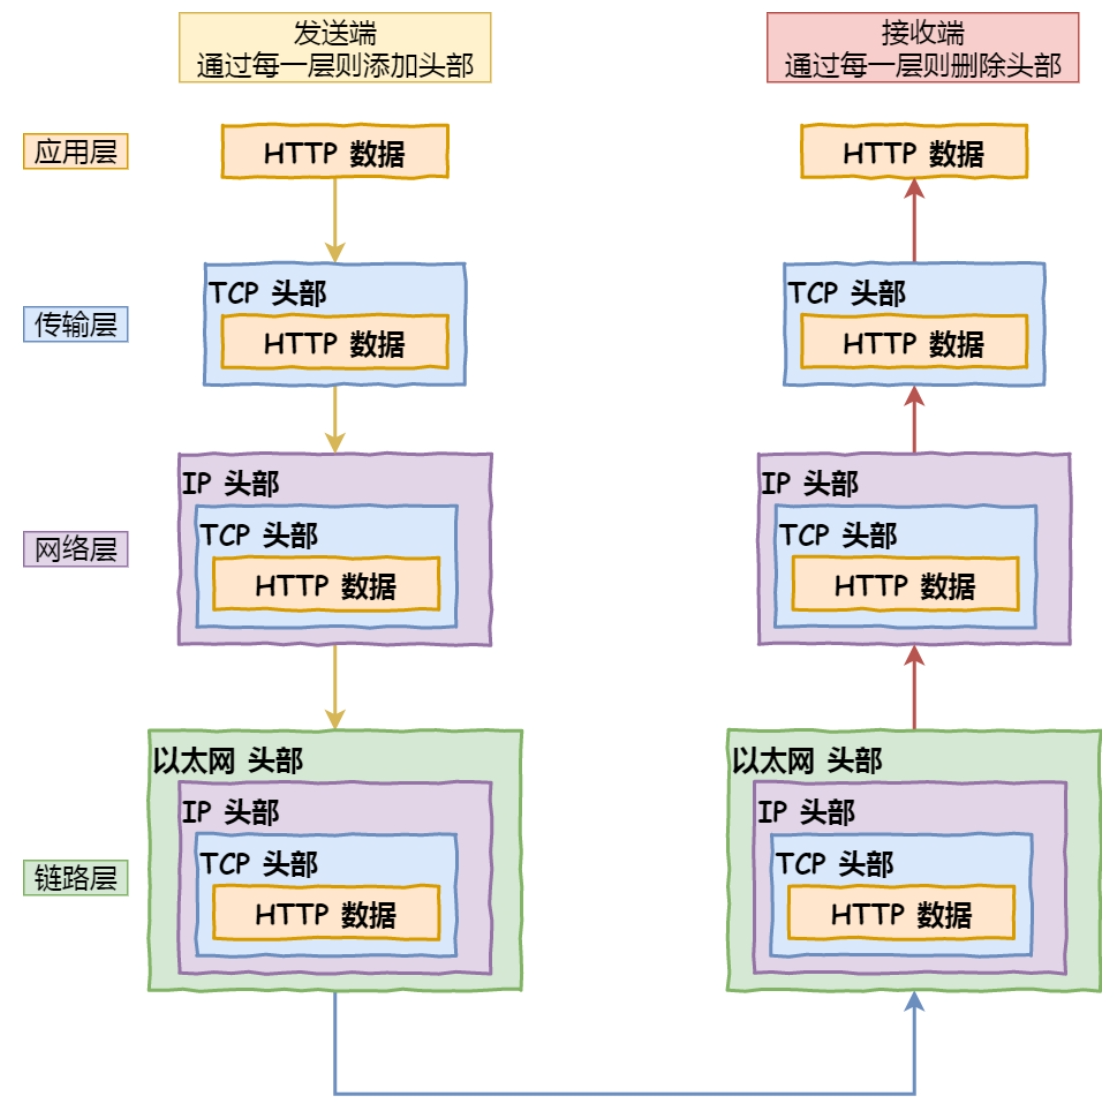 发送端
通过每一层则添加头部
接收端
通过每一层则删除头部
应用层
HTTP 数据
HTTP 数据
传输层
TCP 头部
HTTP 数据
TCP 头部
HTTP 数据
网络层
IP 头部
TCP 头部
HTTP 数据
IP 头部
TCP 头部
HTTP 数据
链路层
以太网 头部
IP 头部
TCP 头部
HTTP 数据
以太网 头部
IP 头部
TCP 头部
HTTP 数据